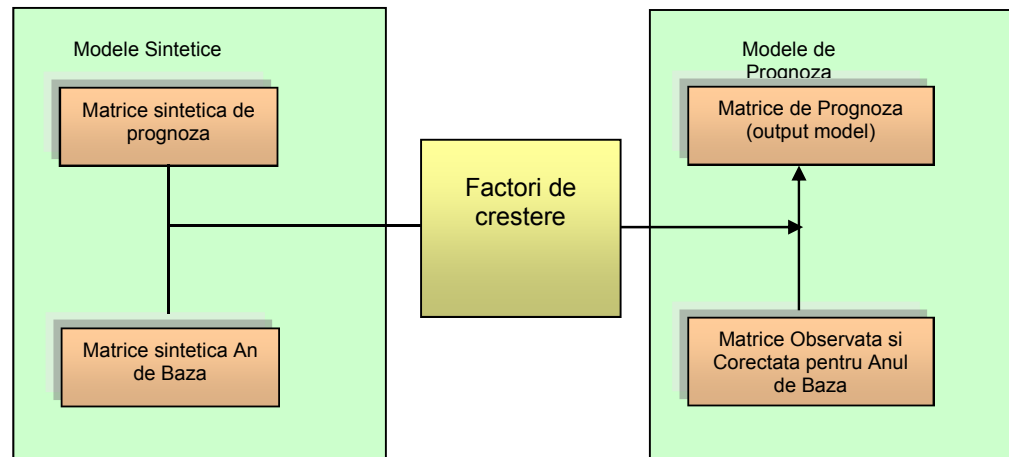 Modele Sintetice
Matrice sintetica de
prognoza
Matrice sintetica An
de Baza
Factori de
crestere
Modele de
Prognoza
Matrice de Prognoza
(output model)
Matrice Observata si
Corectata pentru Anul
de Baza